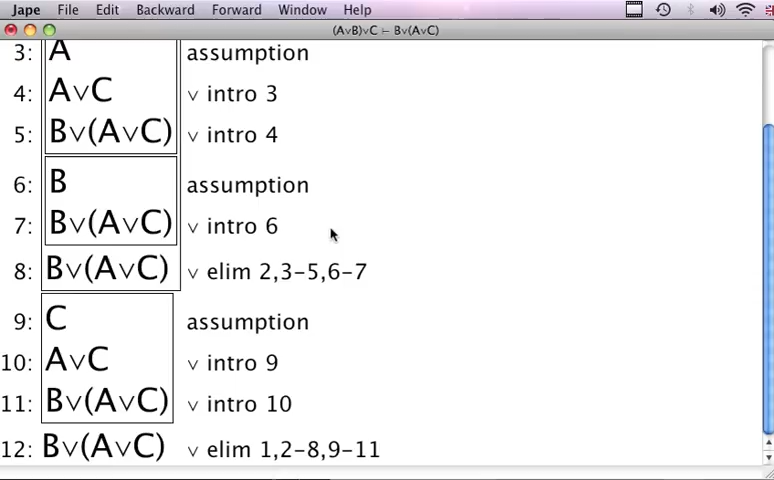 Jape File Edit Backward Forward Window Help
(A∨B)∨C ⊢ B∨(A∨C)
3: A assumption
4: A∨C ∨ intro 3
5: B∨(A∨C) ∨ intro 4
6: B assumption
7: B∨(A∨C) ∨ intro 6
8: B∨(A∨C) ∨ elim 2,3-5,6-7
9: C assumption
10: A∨C ∨ intro 9
11: B∨(A∨C) ∨ intro 10
12: B∨(A∨C) ∨ elim 1,2-8,9-11